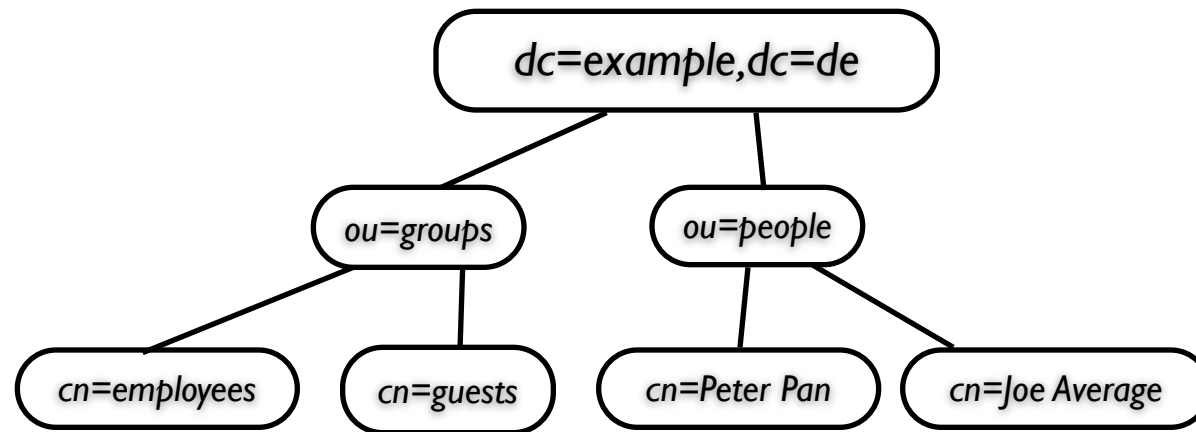 dc=example,dc=de
ou=groups
ou=people
cn=employees
cn=guests
cn=Peter Pan
cn=Joe Average